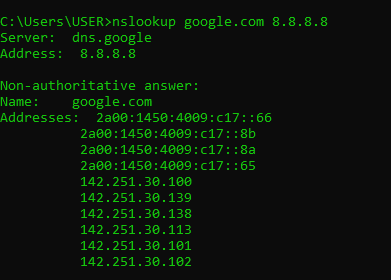 C:\Users\USER>nslookup google.com 8.8.8.8
Server:  dns.google
Address:  8.8.8.8
Non-authoritative answer:
Name:    google.com
Addresses:  2a00:1450:4009:c17::66
2a00:1450:4009:c17::8b
2a00:1450:4009:c17::8a
2a00:1450:4009:c17::65
142.251.30.100
142.251.30.139
142.251.30.138
142.251.30.113
142.251.30.101
142.251.30.102